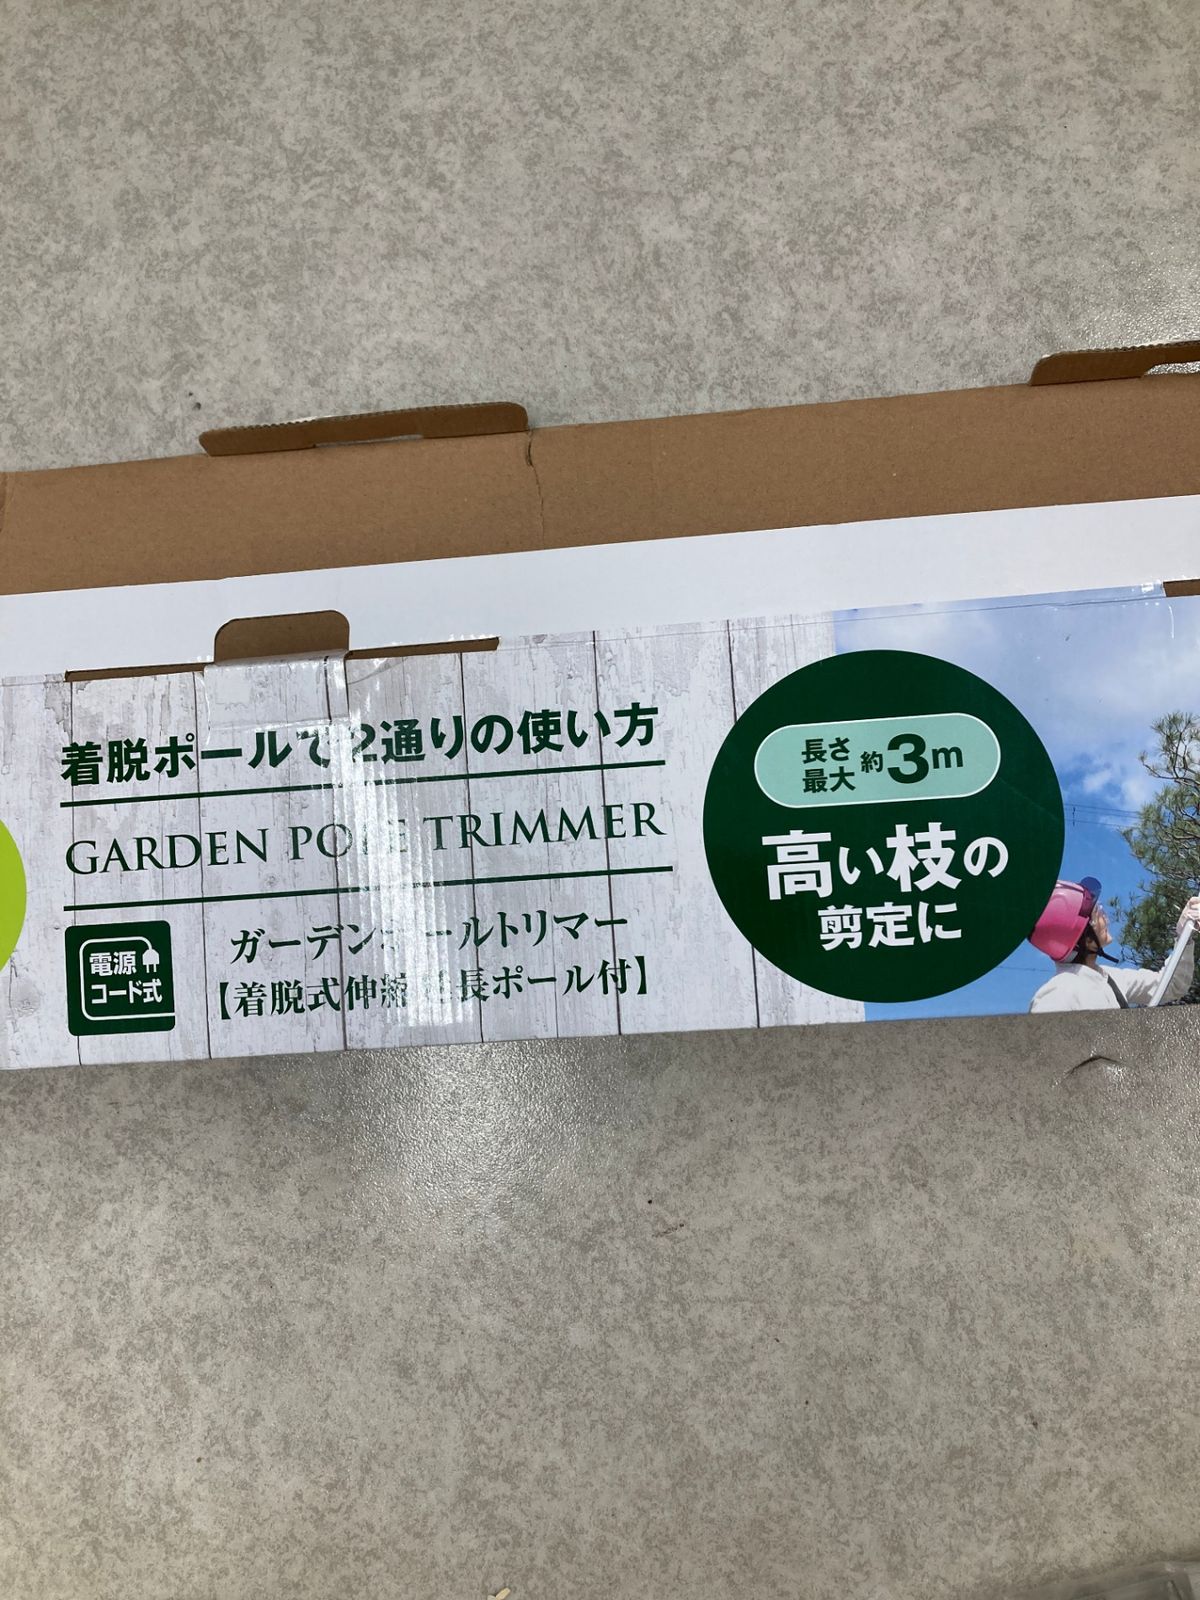 着脱ポールで2通りの使い方
GARDEN POLE TRIMMER
電源
コード式
ガーデンポールトリマー
【着脱式伸縮延長ポール付】
長さ
最大
約3m
高い枝の
剪定に